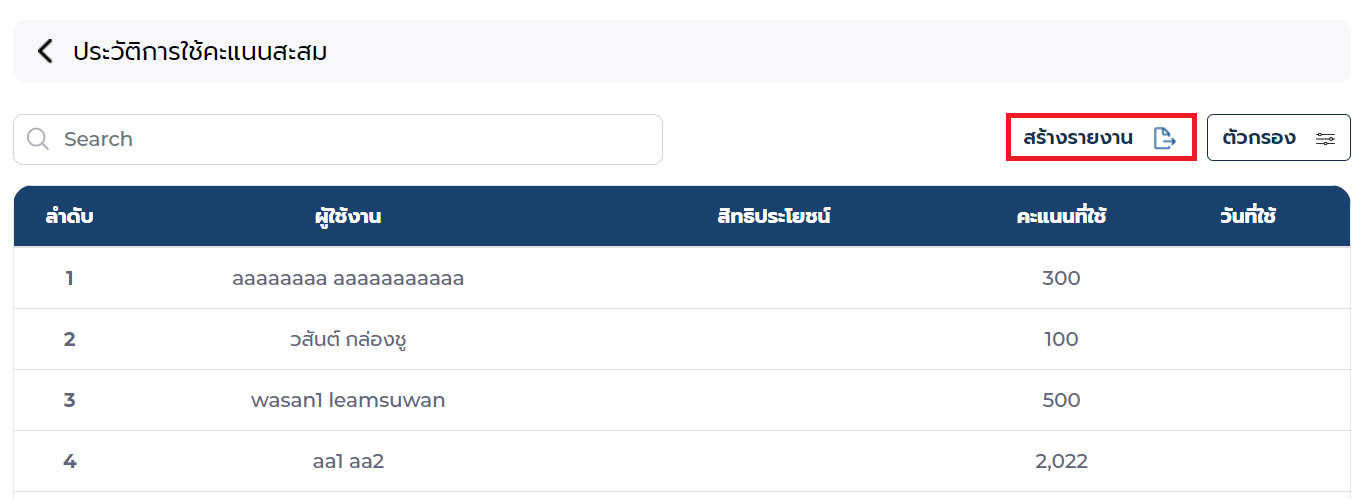 ประวัติการใช้คะแนนสะสม
Search
สร้างรายงาน
ตัวกรอง
ลำดับ ผู้ใช้งาน สิทธิประโยชน์ คะแนนที่ใช้ วันที่ใช้
1 aaaaaaaa aaaaaaaaaaa 300
2 วสันต์ กล่องชู 100
3 wasan1 leamsuwan 500
4 aa1 aa2 2,022